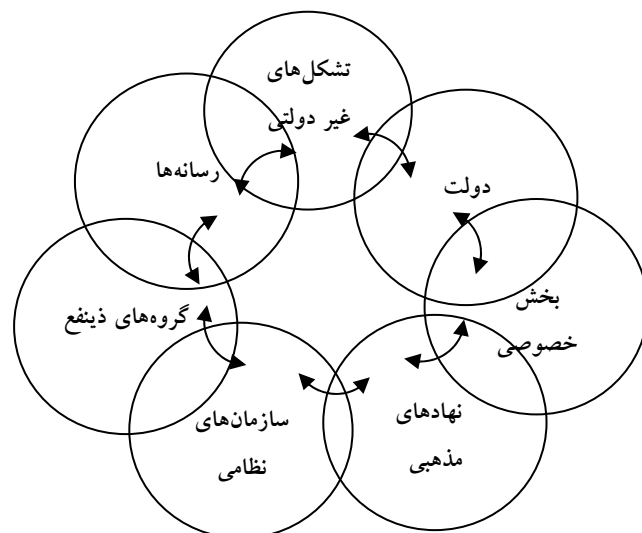 تشکل‌های
غیر دولتی
رسانه‌ها
دولت
بخش
خصوصی
گروه‌های ذینفع
نهادهای
مذهبی
سازمان‌های
نظامی